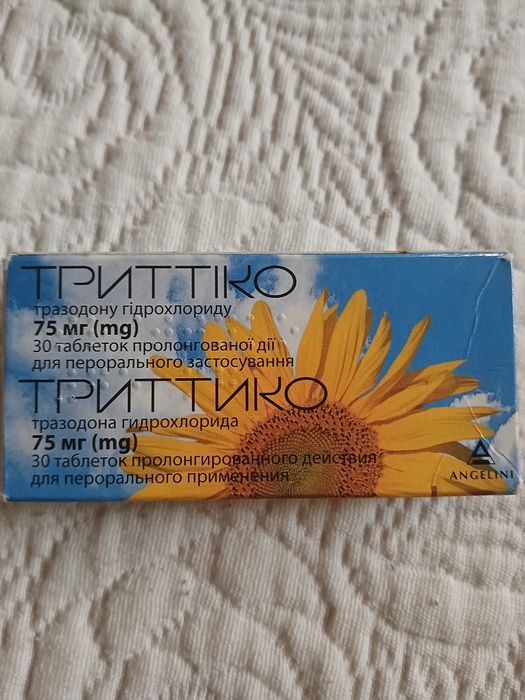 ТРИТТІКО
тразодону гідрохлориду
75 мг (mg)
30 таблеток пролонгованої дії
для перорального застосування
ТРИТТИКО
тразодона гидрохлорида
75 мг (mg)
30 таблеток пролонгированного действия
для перорального применения
ANGELINI